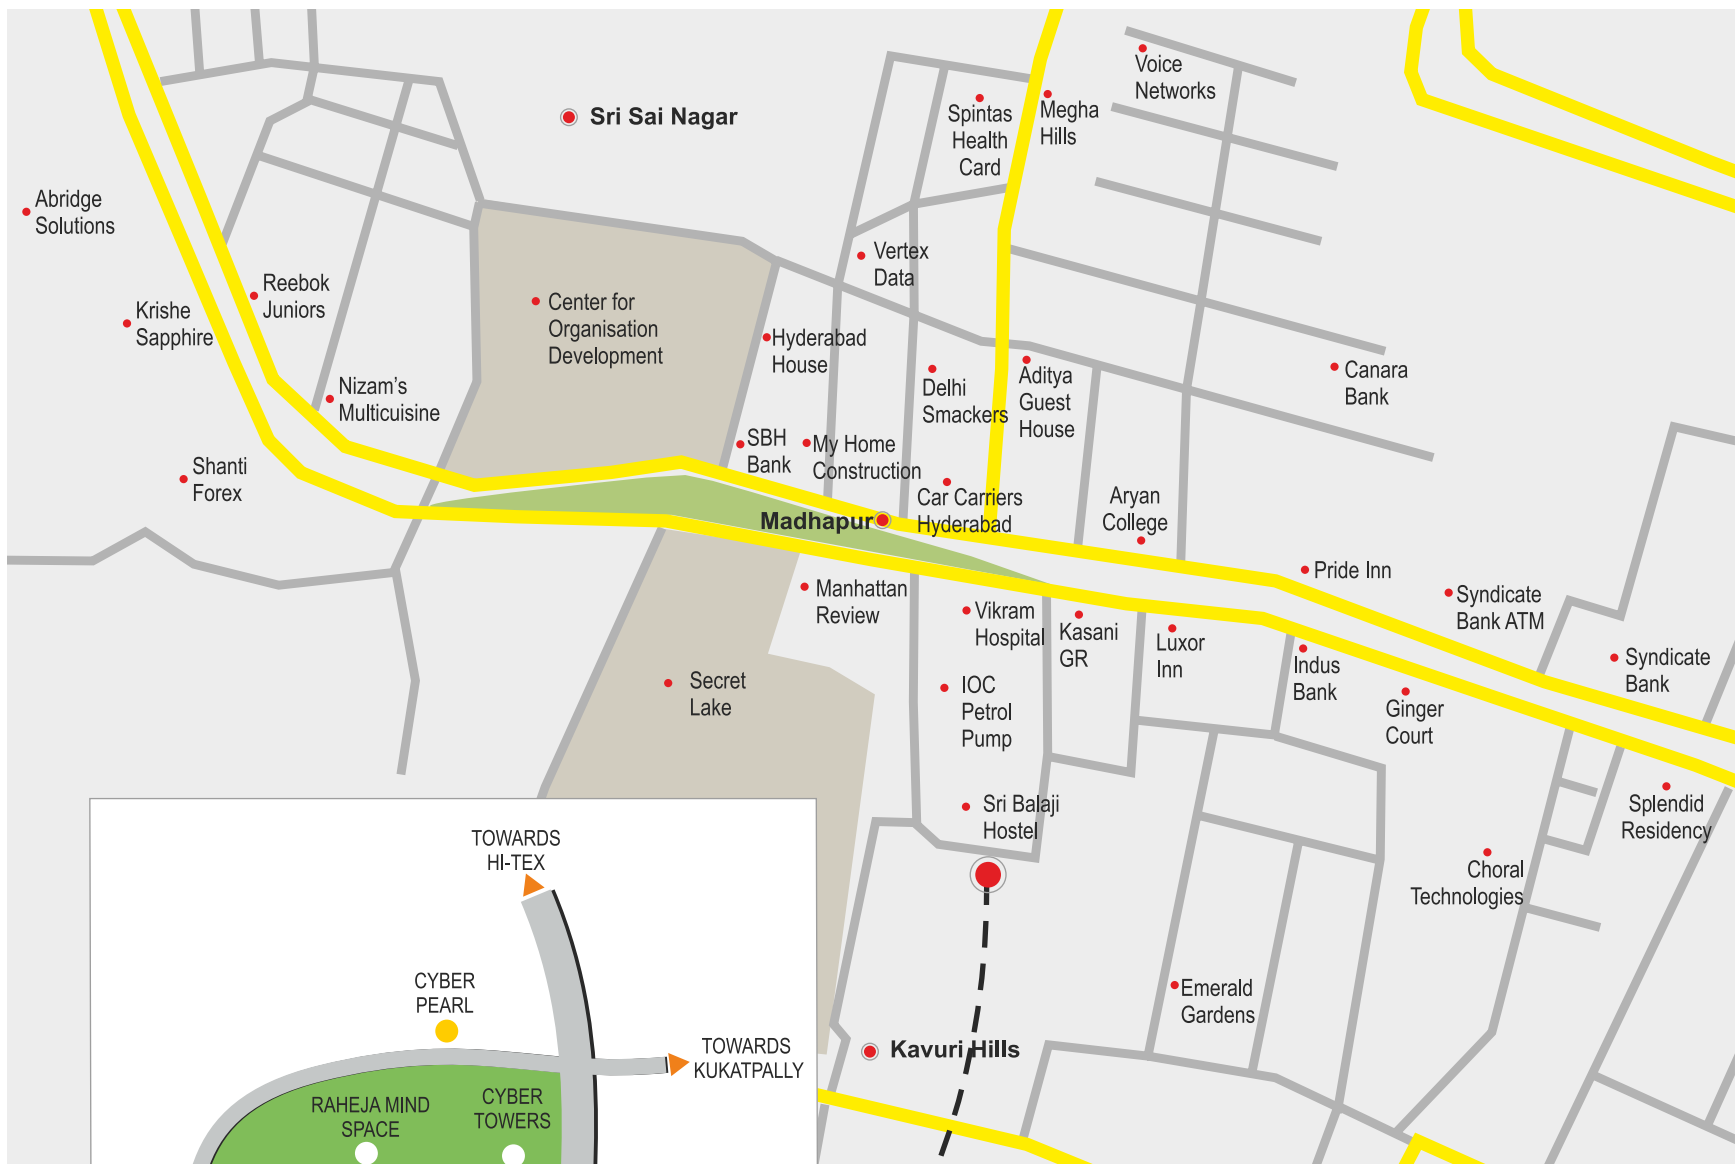 Voice
Networks
Spintas
Health
Card
Megha
Hills
Sri Sai Nagar
Abridge
Solutions
Vertex
Data
Reebok
Juniors
Krishe
Sapphire
Center for
Organisation
Development
Hyderabad
House
Delhi
Smackers
Aditya
Guest
House
Canara
Bank
Nizam's
Multicuisine
SBH
Bank
My Home
Construction
Shanti
Forex
Car Carriers
Hyderabad
Aryan
College
Madhapur
Pride Inn
Manhattan
Review
Vikram
Hospital
Kasani
GR
Luxor
Inn
Syndicate
Bank ATM
Indus
Bank
Syndicate
Bank
Secret
Lake
IOC
Petrol
Pump
Ginger
Court
Sri Balaji
Hostel
Splendid
Residency
Choral
Technologies
TOWARDS
HI-TEX
CYBER
PEARL
Emerald
Gardens
Kavuri Hills
TOWARDS
KUKATPALLY
RAHEJA MIND
SPACE
CYBER
TOWERS